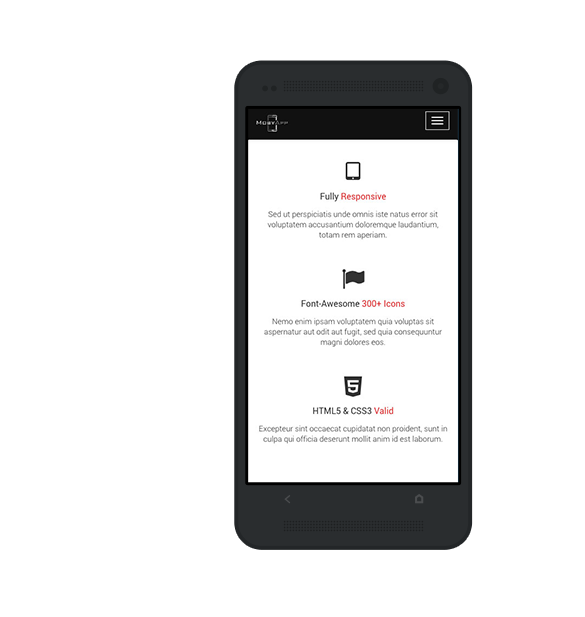 MobyApp
Fully Responsive
Sed ut perspiciatis unde omnis iste natus error sit
voluptatem accusantium doloremque laudantium,
totam rem aperiam.
Font-Awesome 300+ Icons
Nemo enim ipsam voluptatem quia voluptas sit
aspernatur aut odit aut fugit, sed quia consequuntur
magni dolores eos.
HTML5 & CSS3 Valid
Excepteur sint occaecat cupidatat non proident, sunt in
culpa qui officia deserunt mollit anim id est laborum.